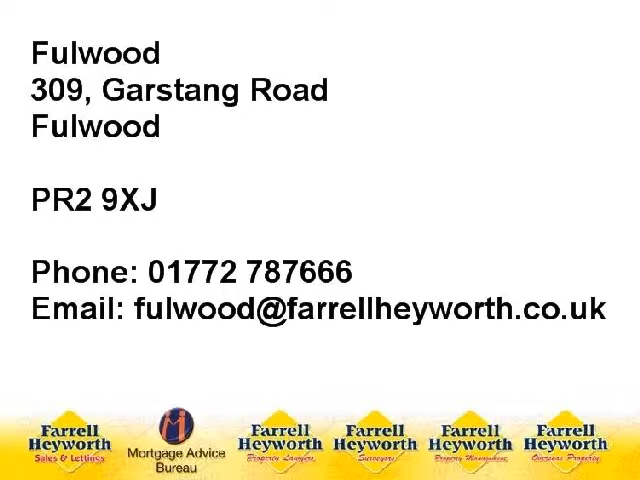 Fulwood
309, Garstang Road
Fulwood
PR2 9XJ
Phone: 01772 787666
Email: fulwood@farrellheyworth.co.uk
Farrell
Heyworth
Sales & Lettings
Mortgage Advice
Bureau
Farrell
Heyworth
Property Lawyers
Farrell
Heyworth
Surveyors
Farrell
Heyworth
Property Management
Farrell
Heyworth
Overseas Property